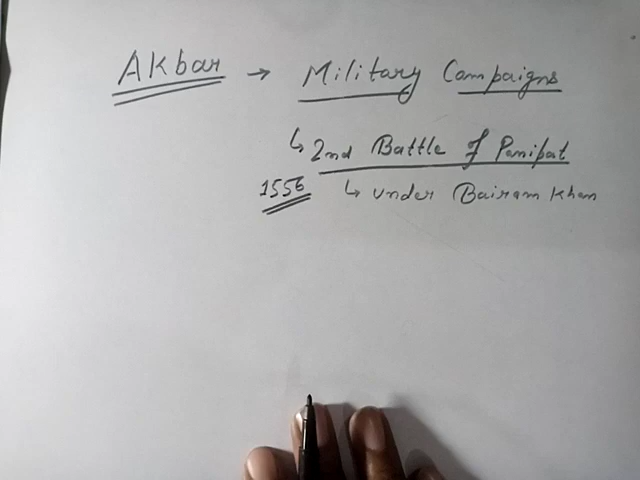 Akbar → Military Campaigns
↳ 2nd Battle of Panipat
1556 ↳ under Bairam Khan